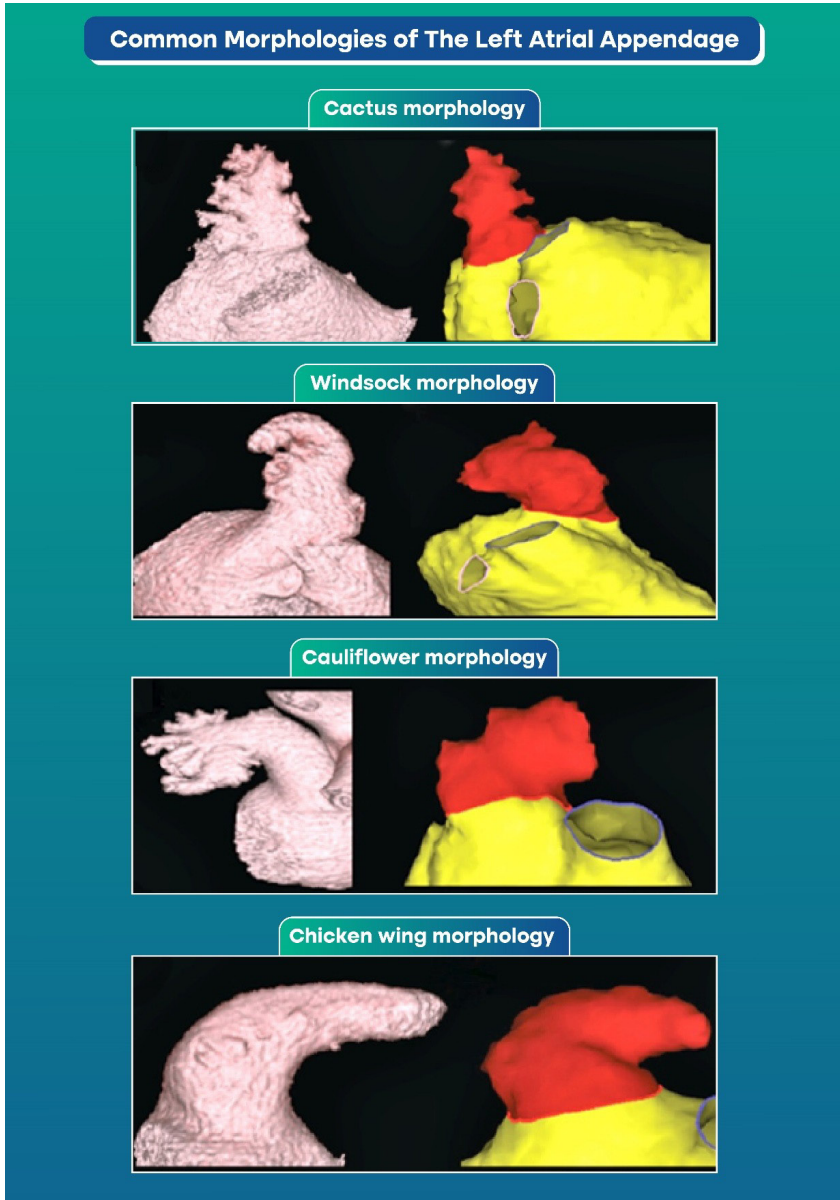 Common Morphologies of The Left Atrial Appendage
Cactus morphology
Windsock morphology
Cauliflower morphology
Chicken wing morphology